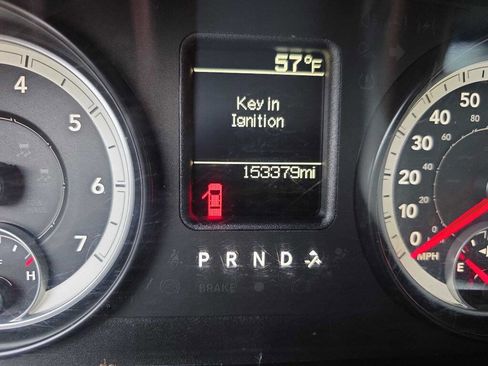 57°F
Key in
Ignition
153379mi
4
5
6
7
H
50
40
30
20
10
0
MPH
E
P R N D
BRAKE